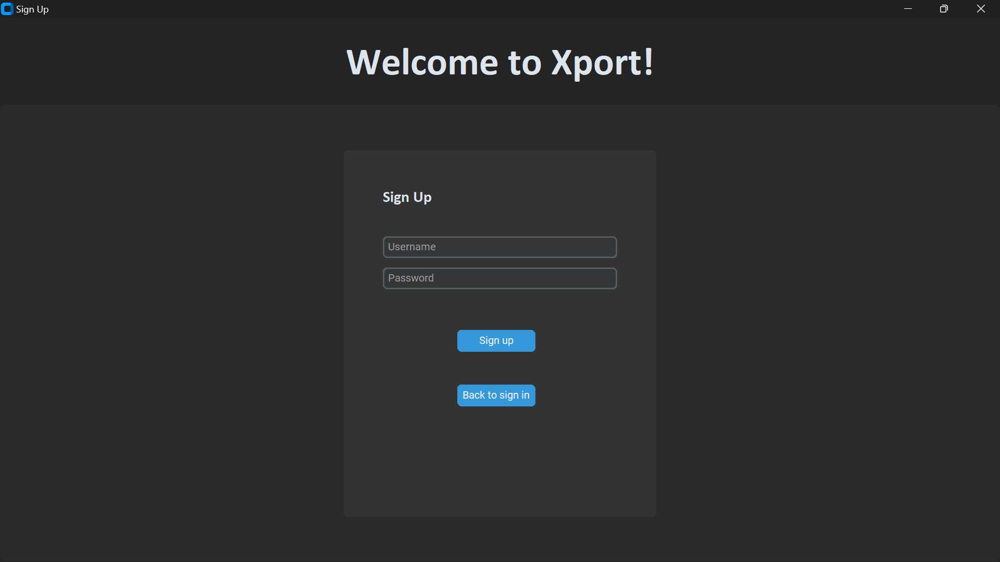 Sign Up
Welcome to Xport!
Sign Up
Username
Password
Sign up
Back to sign in